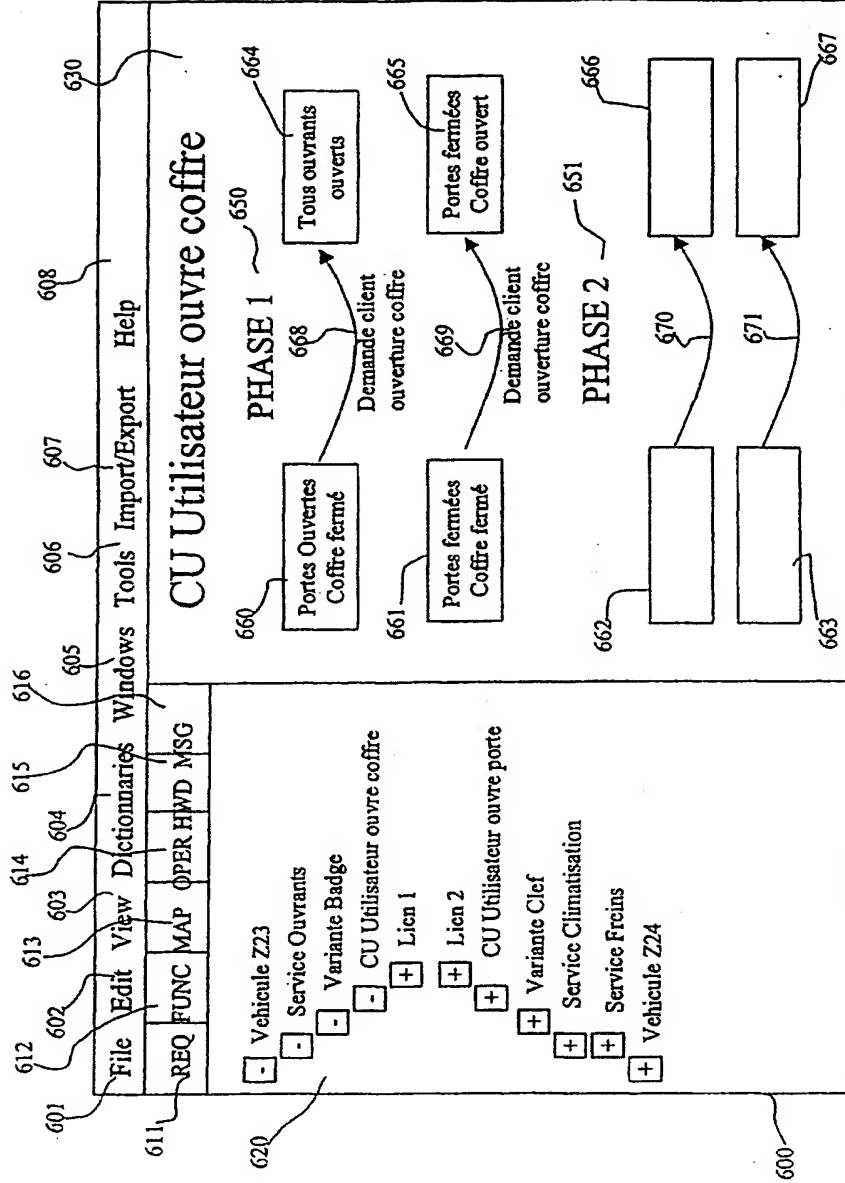 601
602
603
604
605
606
607
608
File Edit View Dictionnaries Windows Tools Import/Export Help
612
613
614
615
616
630
REQ FUNC MAP OPER HWD MSG
611
620
- Vehicule Z23
- Service Ouvrants
- Variante Badge
- CU Utilisateur ouvre coffre
+ Lien 1
+ Lien 2
+ CU Utilisateur ouvre porte
+ Variante Clef
+ Service Climatisation
+ Service Freins
+ Vehicule Z24
600
CU Utilisateur ouvre coffre
PHASE 1
650
660
Portes Ouvertes
Coffre fermé
668
Demande client
ouverture coffre
664
Tous ouvrants
ouverts
661
Portes fermées
Coffre fermé
669
Demande client
ouverture coffre
665
Portes fermées
Coffre ouvert
PHASE 2
651
662
670
666
663
671
667